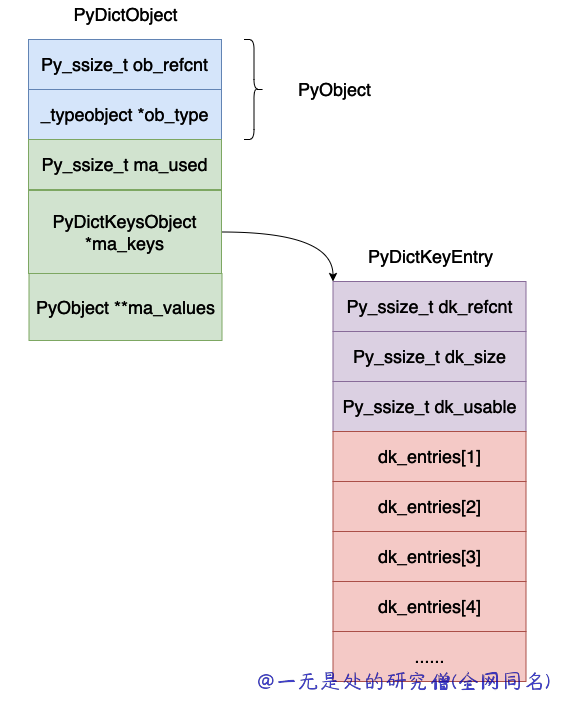 PyDictObject
Py_ssize_t ob_refcnt
_typeobject *ob_type
PyObject
Py_ssize_t ma_used
PyDictKeysObject
*ma_keys
PyObject **ma_values
PyDictKeyEntry
Py_ssize_t dk_refcnt
Py_ssize_t dk_size
Py_ssize_t dk_usable
dk_entries[1]
dk_entries[2]
dk_entries[3]
dk_entries[4]
......
@一无是处的研究僧(全网同名)